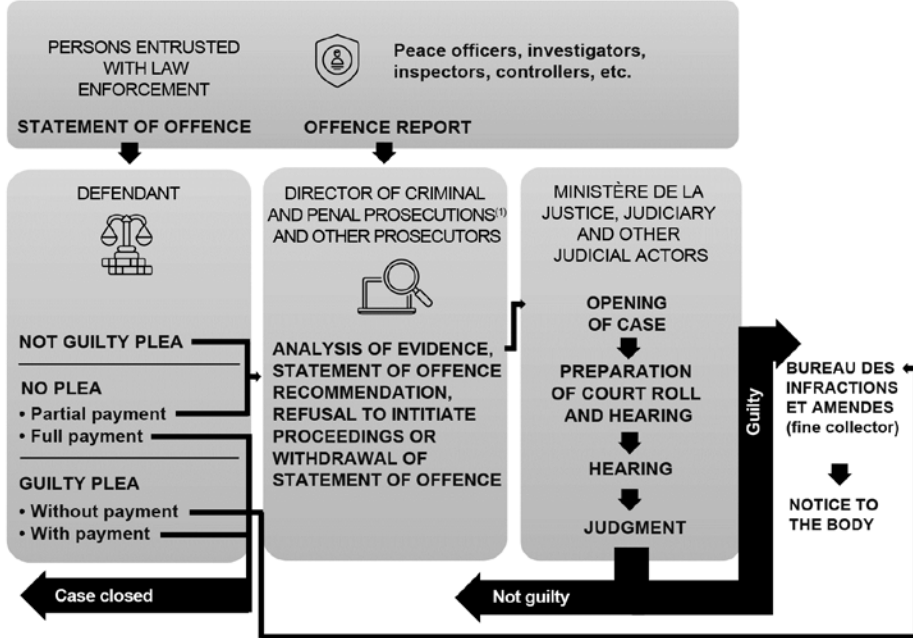 PERSONS ENTRUSTED
WITH LAW
ENFORCEMENT
Peace officers, investigators,
inspectors, controllers, etc.
STATEMENT OF OFFENCE
OFFENCE REPORT
DEFENDANT
NOT GUILTY PLEA
NO PLEA
• Partial payment
• Full payment
GUILTY PLEA
• Without payment
• With payment
Case closed
DIRECTOR OF CRIMINAL
AND PENAL PROSECUTIONS(1)
AND OTHER PROSECUTORS
ANALYSIS OF EVIDENCE,
STATEMENT OF OFFENCE
RECOMMENDATION,
REFUSAL TO INTITIATE
PROCEEDINGS OR
WITHDRAWAL OF
STATEMENT OF OFFENCE
MINISTÈRE DE LA
JUSTICE, JUDICIARY
AND OTHER
JUDICIAL ACTORS
OPENING
OF CASE
PREPARATION
OF COURT ROLL
AND HEARING
HEARING
JUDGMENT
Not guilty
Guilty
BUREAU DES
INFRACTIONS
ET AMENDES
(fine collector)
NOTICE TO
THE BODY